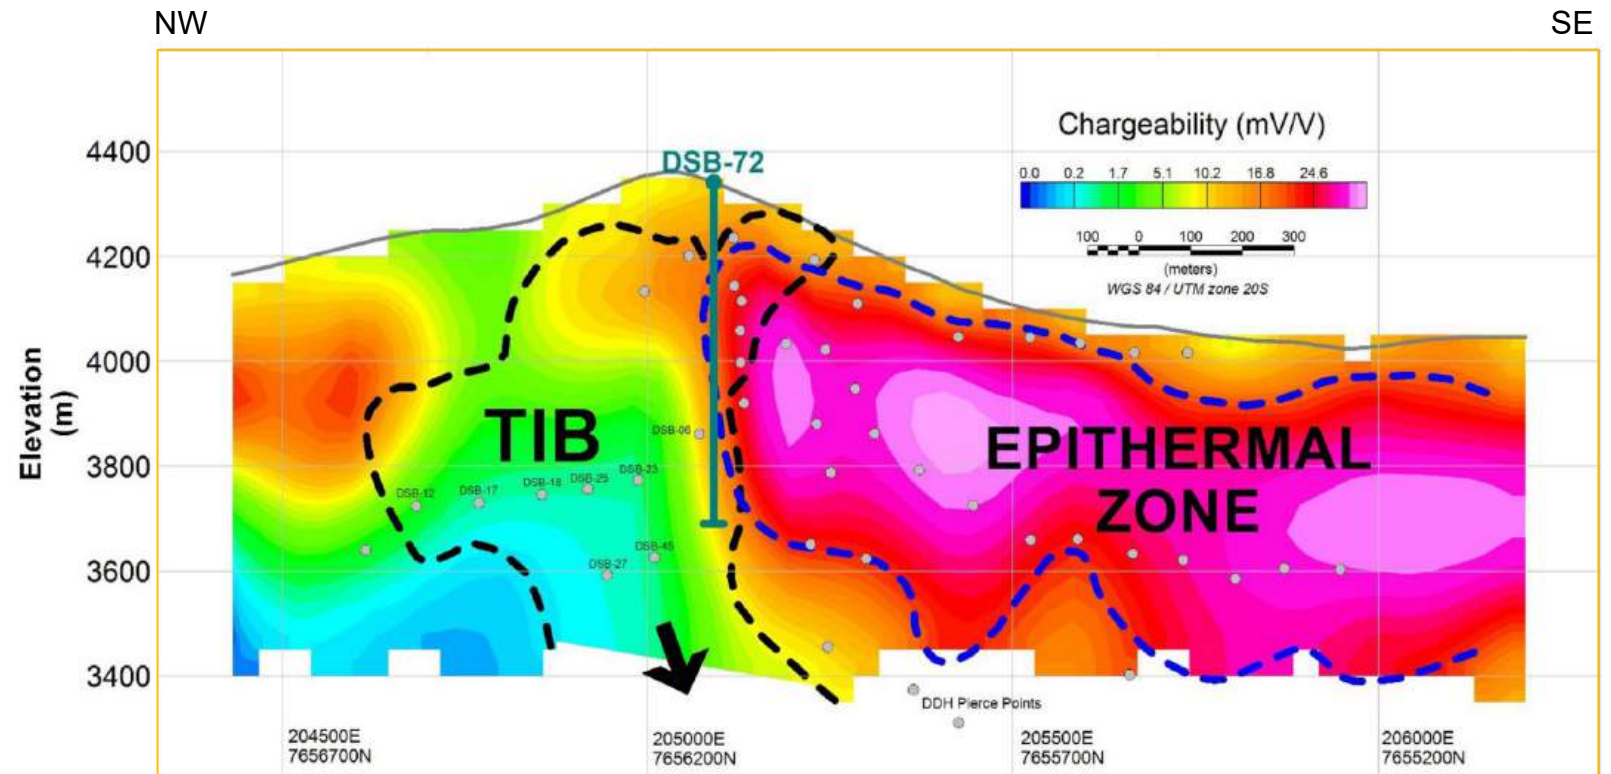 NW
SE
Chargeability (mV/V)
0.0 0.2 1.7 5.1 10.2 16.8 24.6
100 0 100 200 300
(meters)
WGS 84 / UTM zone 20S
DSB-72
4400
4200
4000
3800
3600
3400
Elevation
(m)
TIB
EPITHERMAL
ZONE
DSB-06
DSB-23
DSB-25
DSB-18
DSB-17
DSB-12
DSB-45
DSB-27
DDH Pierce Points
204500E
7656700N
205000E
7656200N
205500E
7655700N
206000E
7655200N